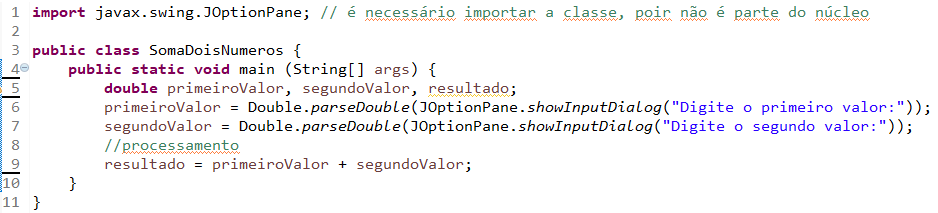 1 import javax.swing.JOptionPane; // é necessário importar a classe, poir não é parte do núcleo
2
3 public class SomaDoisNumeros {
4 public static void main (String[] args) {
5 double primeiroValor, segundoValor, resultado;
6 primeiroValor = Double.parseDouble(JOptionPane.showInputDialog("Digite o primeiro valor:"));
7 segundoValor = Double.parseDouble(JOptionPane.showInputDialog("Digite o segundo valor:"));
8 //processamento
9 resultado = primeiroValor + segundoValor;
10 }
11 }